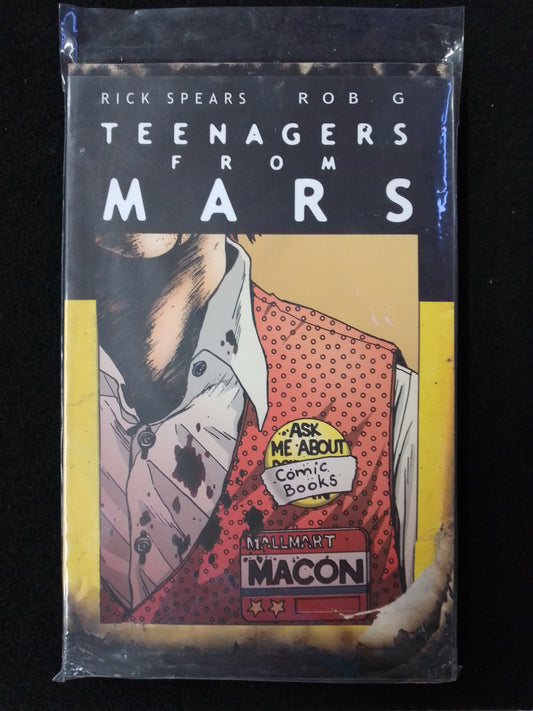 RICK SPEARS ROB G
TEENAGERS
FROM
MARS
ASK
ME ABOUT
Comic
Books
MALLMART
MACON